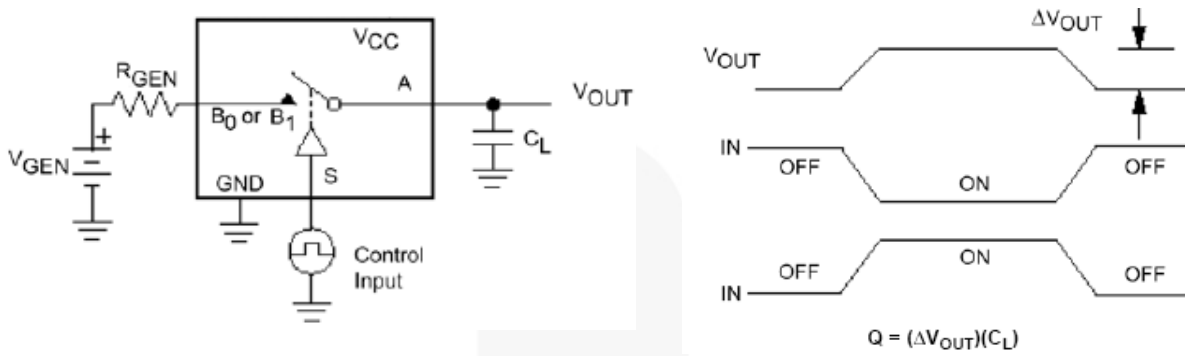 VCC
RGEN
A
VOUT
B0 or B1
CL
VGEN
+
GND
S
Control
Input
ΔVOUT
VOUT
IN
OFF
ON
OFF
IN
OFF
ON
OFF
Q = (ΔVOUT)(CL)